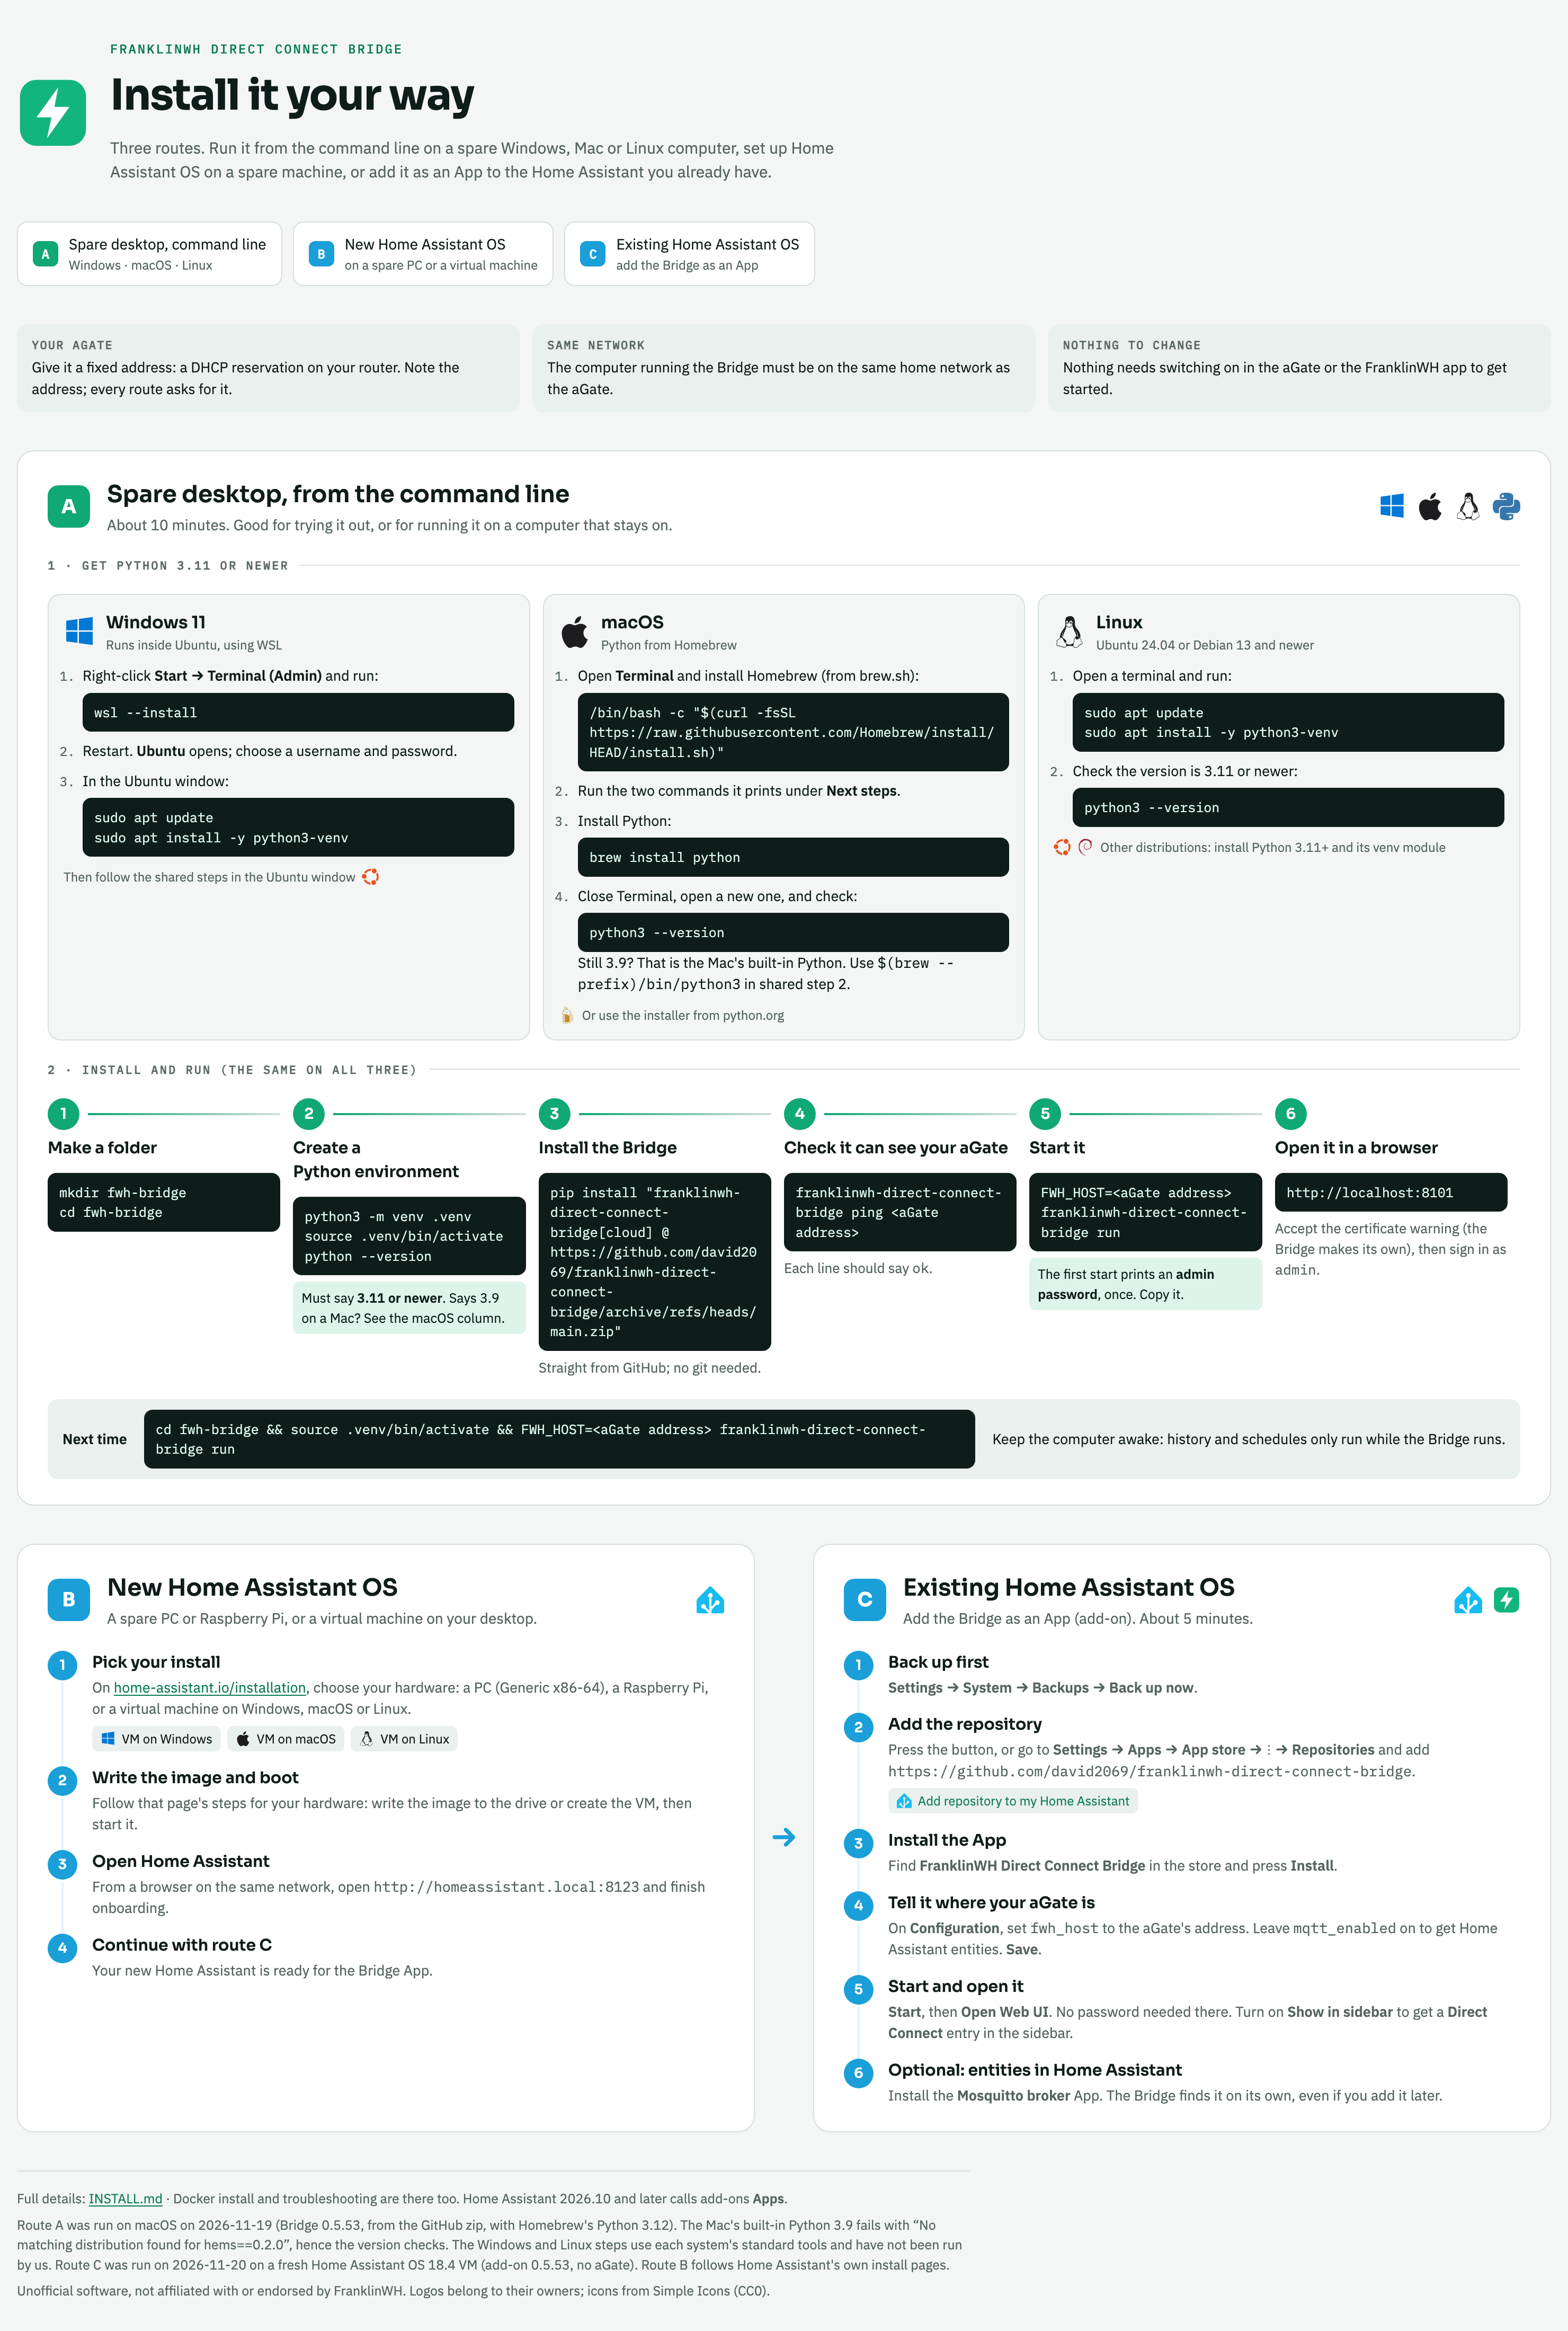 FRANKLINWH DIRECT CONNECT BRIDGE
Install it your way
Three routes. Run it from the command line on a spare Windows, Mac or Linux computer, set up Home
Assistant OS on a spare machine, or add it as an App to the Home Assistant you already have.
A
Spare desktop, command line
Windows · macOS · Linux
B
New Home Assistant OS
on a spare PC or a virtual machine
C
Existing Home Assistant OS
add the Bridge as an App
YOUR AGATE
Give it a fixed address: a DHCP reservation on your router. Note the
address; every route asks for it.
SAME NETWORK
The computer running the Bridge must be on the same home network as
the aGate.
NOTHING TO CHANGE
Nothing needs switching on in the aGate or the FranklinWH app to get
started.
A
Spare desktop, from the command line
About 10 minutes. Good for trying it out, or for running it on a computer that stays on.
1 · GET PYTHON 3.11 OR NEWER
Windows 11
Runs inside Ubuntu, using WSL
1. Right-click Start → Terminal (Admin) and run:
wsl --install
2. Restart. Ubuntu opens; choose a username and password.
3. In the Ubuntu window:
sudo apt update
sudo apt install -y python3-venv
Then follow the shared steps in the Ubuntu window
macOS
Python from Homebrew
1. Open Terminal and install Homebrew (from brew.sh):
/bin/bash -c "$(curl -fsSL
https://raw.githubusercontent.com/Homebrew/install/
HEAD/install.sh)"
2. Run the two commands it prints under Next steps.
3. Install Python:
brew install python
4. Close Terminal, open a new one, and check:
python3 --version
Still 3.9? That is the Mac's built-in Python. Use $(brew --
prefix)/bin/python3 in shared step 2.
Or use the installer from python.org
Linux
Ubuntu 24.04 or Debian 13 and newer
1. Open a terminal and run:
sudo apt update
sudo apt install -y python3-venv
2. Check the version is 3.11 or newer:
python3 --version
Other distributions: install Python 3.11+ and its venv module
2 · INSTALL AND RUN (THE SAME ON ALL THREE)
1
Make a folder
mkdir fwh-bridge
cd fwh-bridge
2
Create a
Python environment
python3 -m venv .venv
source .venv/bin/activate
python --version
Must say 3.11 or newer. Says 3.9
on a Mac? See the macOS column.
3
Install the Bridge
pip install "franklinwh-
direct-connect-
bridge[cloud] @
https://github.com/david20
69/franklinwh-direct-
connect-
bridge/archive/refs/heads/
main.zip"
Straight from GitHub; no git needed.
4
Check it can see your aGate
franklinwh-direct-connect-
bridge ping <aGate
address>
Each line should say ok.
5
Start it
FWH_HOST=<aGate address>
franklinwh-direct-connect-
bridge run
The first start prints an admin
password, once. Copy it.
6
Open it in a browser
http://localhost:8101
Accept the certificate warning (the
Bridge makes its own), then sign in as
admin.
Next time
cd fwh-bridge && source .venv/bin/activate && FWH_HOST=<aGate address> franklinwh-direct-connect-
bridge run
Keep the computer awake: history and schedules only run while the Bridge runs.
B
New Home Assistant OS
A spare PC or Raspberry Pi, or a virtual machine on your desktop.
1
Pick your install
On home-assistant.io/installation, choose your hardware: a PC (Generic x86-64), a Raspberry Pi,
or a virtual machine on Windows, macOS or Linux.
VM on Windows
VM on macOS
VM on Linux
2
Write the image and boot
Follow that page's steps for your hardware: write the image to the drive or create the VM, then
start it.
3
Open Home Assistant
From a browser on the same network, open http://homeassistant.local:8123 and finish
onboarding.
4
Continue with route C
Your new Home Assistant is ready for the Bridge App.
→
C
Existing Home Assistant OS
Add the Bridge as an App (add-on). About 5 minutes.
1
Back up first
Settings → System → Backups → Back up now.
2
Add the repository
Press the button, or go to Settings → Apps → App store → ⋮ → Repositories and add
https://github.com/david2069/franklinwh-direct-connect-bridge.
Add repository to my Home Assistant
3
Install the App
Find FranklinWH Direct Connect Bridge in the store and press Install.
4
Tell it where your aGate is
On Configuration, set fwh_host to the aGate's address. Leave mqtt_enabled on to get Home
Assistant entities. Save.
5
Start and open it
Start, then Open Web UI. No password needed there. Turn on Show in sidebar to get a Direct
Connect entry in the sidebar.
6
Optional: entities in Home Assistant
Install the Mosquitto broker App. The Bridge finds it on its own, even if you add it later.
Full details: INSTALL.md · Docker install and troubleshooting are there too. Home Assistant 2026.10 and later calls add-ons Apps.
Route A was run on macOS on 2026-11-19 (Bridge 0.5.53, from the GitHub zip, with Homebrew's Python 3.12). The Mac's built-in Python 3.9 fails with “No
matching distribution found for hems==0.2.0”, hence the version checks. The Windows and Linux steps use each system's standard tools and have not been run
by us. Route C was run on 2026-11-20 on a fresh Home Assistant OS 18.4 VM (add-on 0.5.53, no aGate). Route B follows Home Assistant's own install pages.
Unofficial software, not affiliated with or endorsed by FranklinWH. Logos belong to their owners; icons from Simple Icons (CC0).